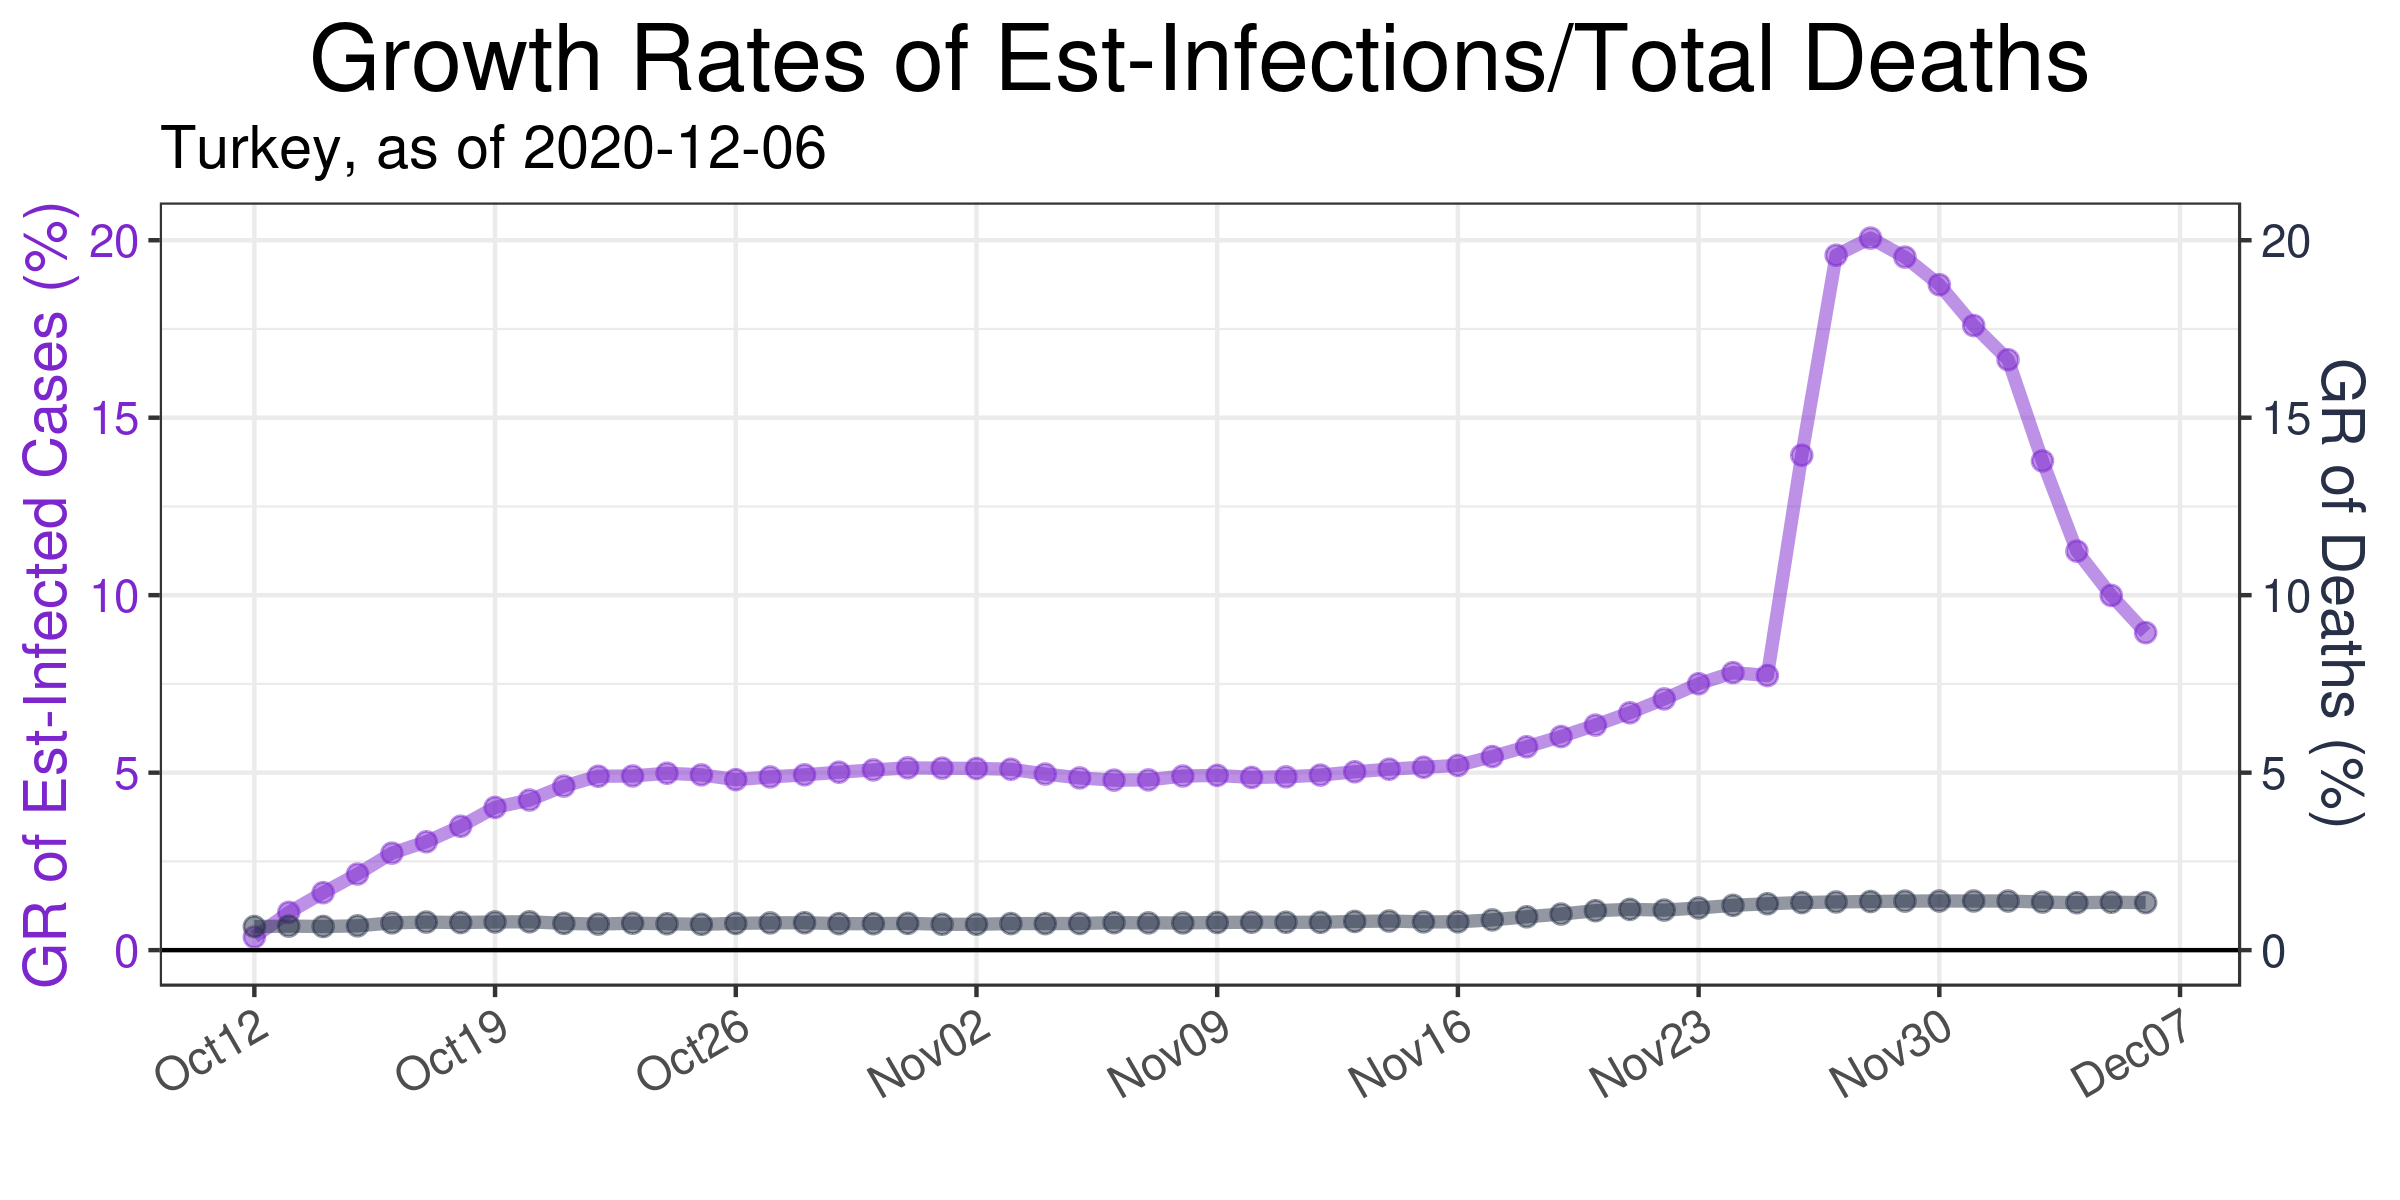 Growth Rates of Est-Infections/Total Deaths
Turkey, as of 2020-12-06
GR of Est-Infected Cases (%)
20
15
10
5
0
20
15
10
5
0
GR of Deaths (%)
Oct12
Oct19
Oct26
Nov02
Nov09
Nov16
Nov23
Nov30
Dec07